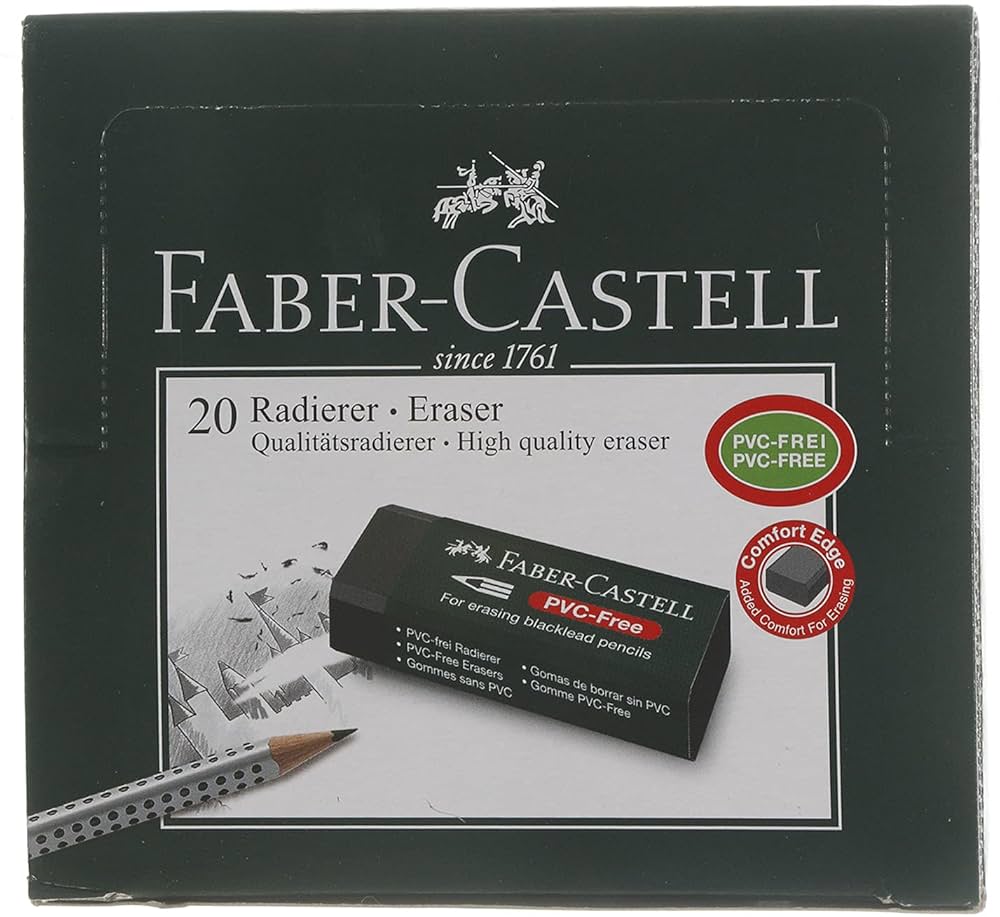 FABER-CASTELL
since 1761
20 Radierer • Eraser
Qualitätsradierer • High quality eraser
PVC-FREI
PVC-FREE
Comfort Edge
Added Comfort For Erasing
FABER-CASTELL
PVC-Free
For erasing blacklead pencils
• PVC-frei Radierer
• PVC-Free Erasers
• Gommes sans PVC
• Gomas de borrar sin PVC
• Gomme PVC-Free